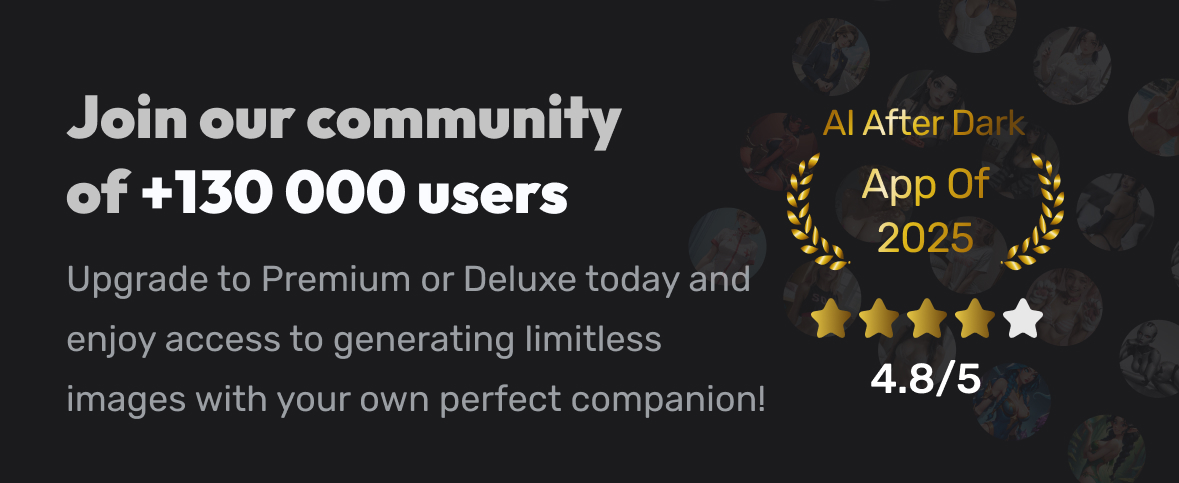 Join our community
of +130 000 users
Upgrade to Premium or Deluxe today and
enjoy access to generating limitless
images with your own perfect companion!
AI After Dark
App Of
2025
4.8/5